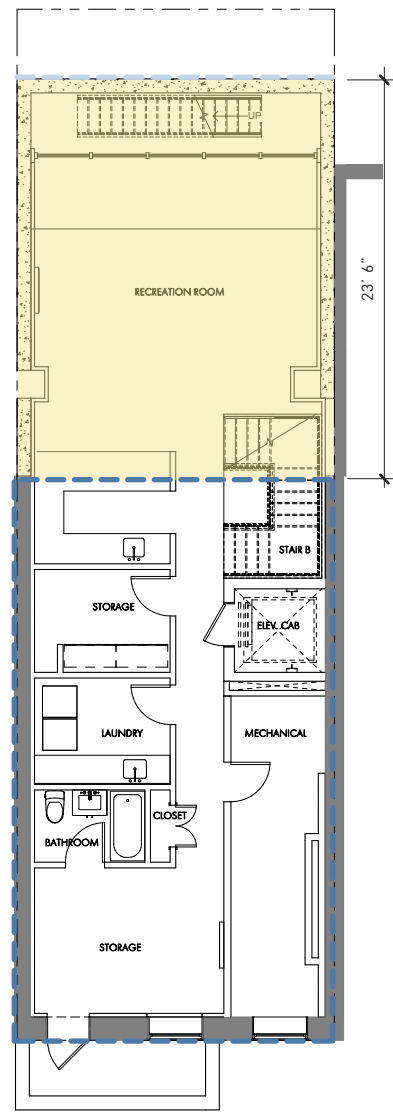 UP
RECREATION ROOM
23' 6"
STAIR B
STORAGE
ELEV. CAB
LAUNDRY
MECHANICAL
CLOSET
BATHROOM
STORAGE